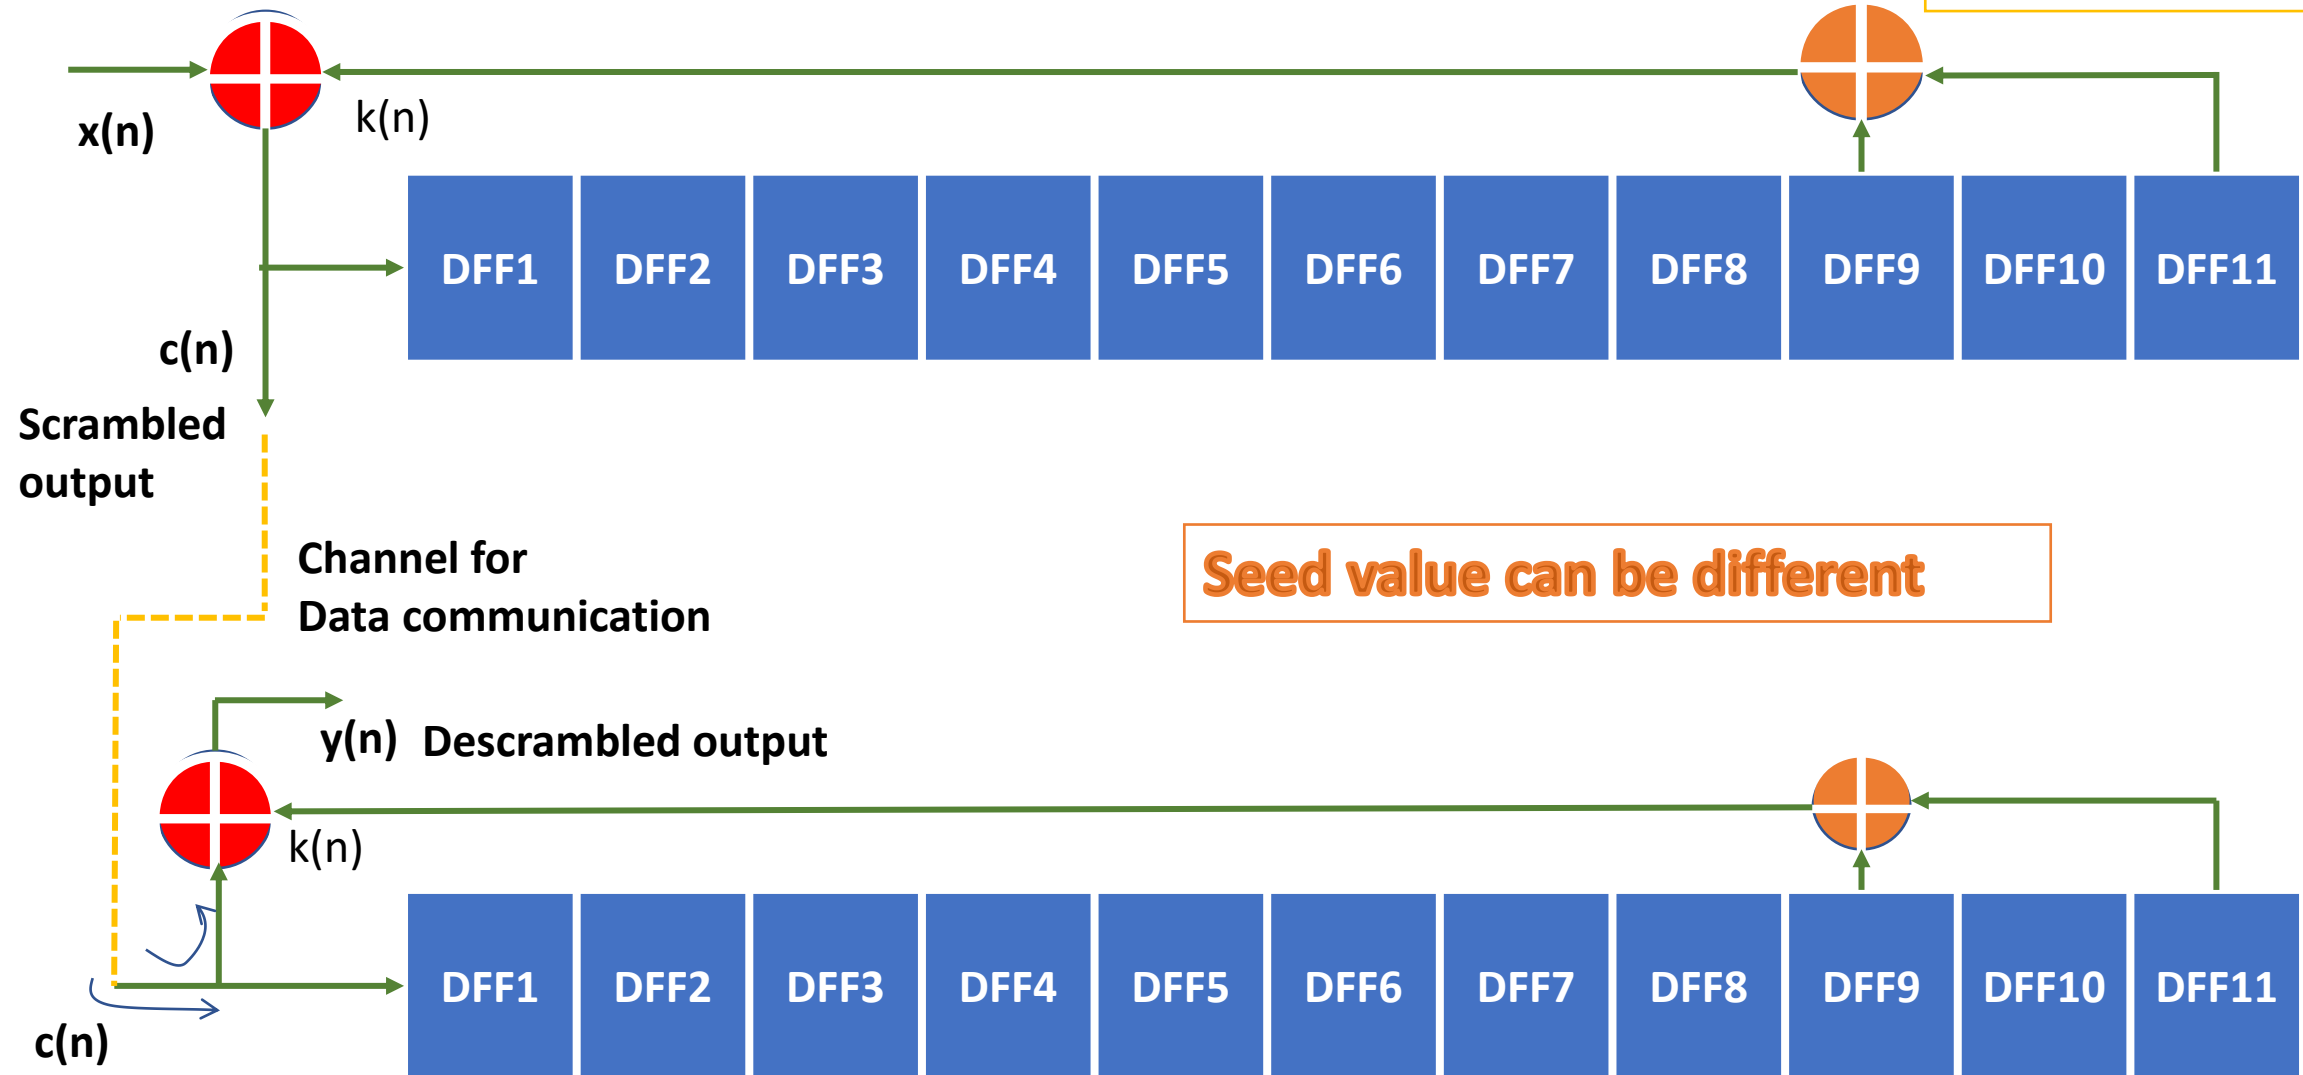 x(n)
k(n)
DFF1 DFF2 DFF3 DFF4 DFF5 DFF6 DFF7 DFF8 DFF9 DFF10 DFF11
c(n)
Scrambled
output
Channel for
Data communication
Seed value can be different
y(n) Descrambled output
k(n)
DFF1 DFF2 DFF3 DFF4 DFF5 DFF6 DFF7 DFF8 DFF9 DFF10 DFF11
c(n)